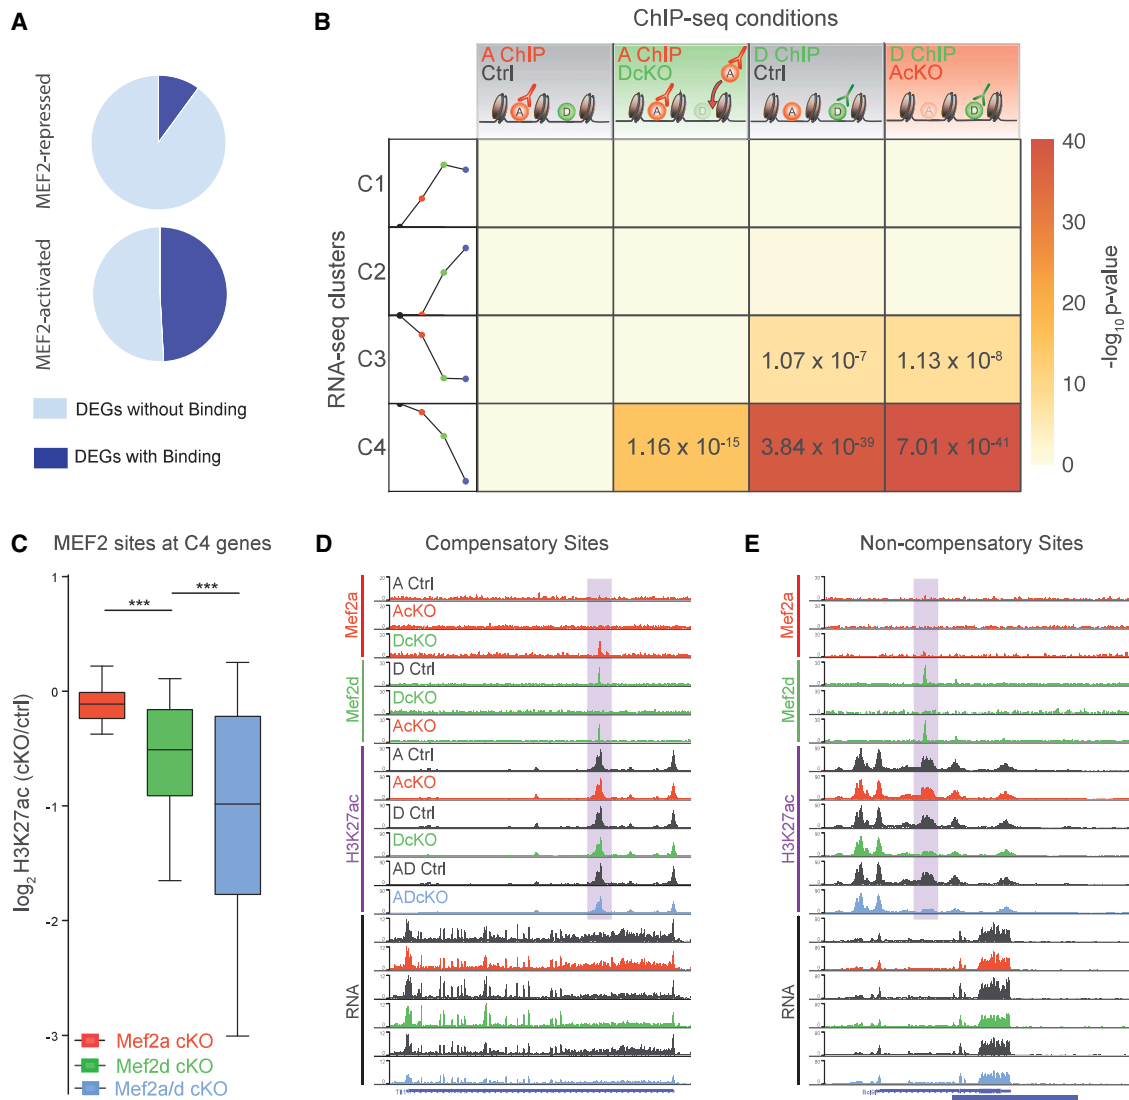 A
MEF2-repressed
MEF2-activated
DEGs without Binding
DEGs with Binding
B
ChIP-seq conditions
A ChIP
Ctrl
A
D
A ChIP
DcKO
A
A
D
D ChIP
Ctrl
A
D
D ChIP
AcKO
A
D
RNA-seq clusters
C1
C2
C3
C4
1.07 x 10-7
1.13 x 10-8
1.16 x 10-15
3.84 x 10-39
7.01 x 10-41
40
30
20
10
0
-log10 p-value
C
MEF2 sites at C4 genes
log2 H3K27ac (cKO/ctrl)
1
0
-1
-2
-3
***
***
Mef2a cKO
Mef2d cKO
Mef2a/d cKO
D
Compensatory Sites
Mef2a
Mef2d
H3K27ac
RNA
A Ctrl
AcKO
DcKO
D Ctrl
DcKO
AcKO
A Ctrl
AcKO
D Ctrl
DcKO
AD Ctrl
ADcKO
E
Non-compensatory Sites
Mef2a
Mef2d
H3K27ac
RNA